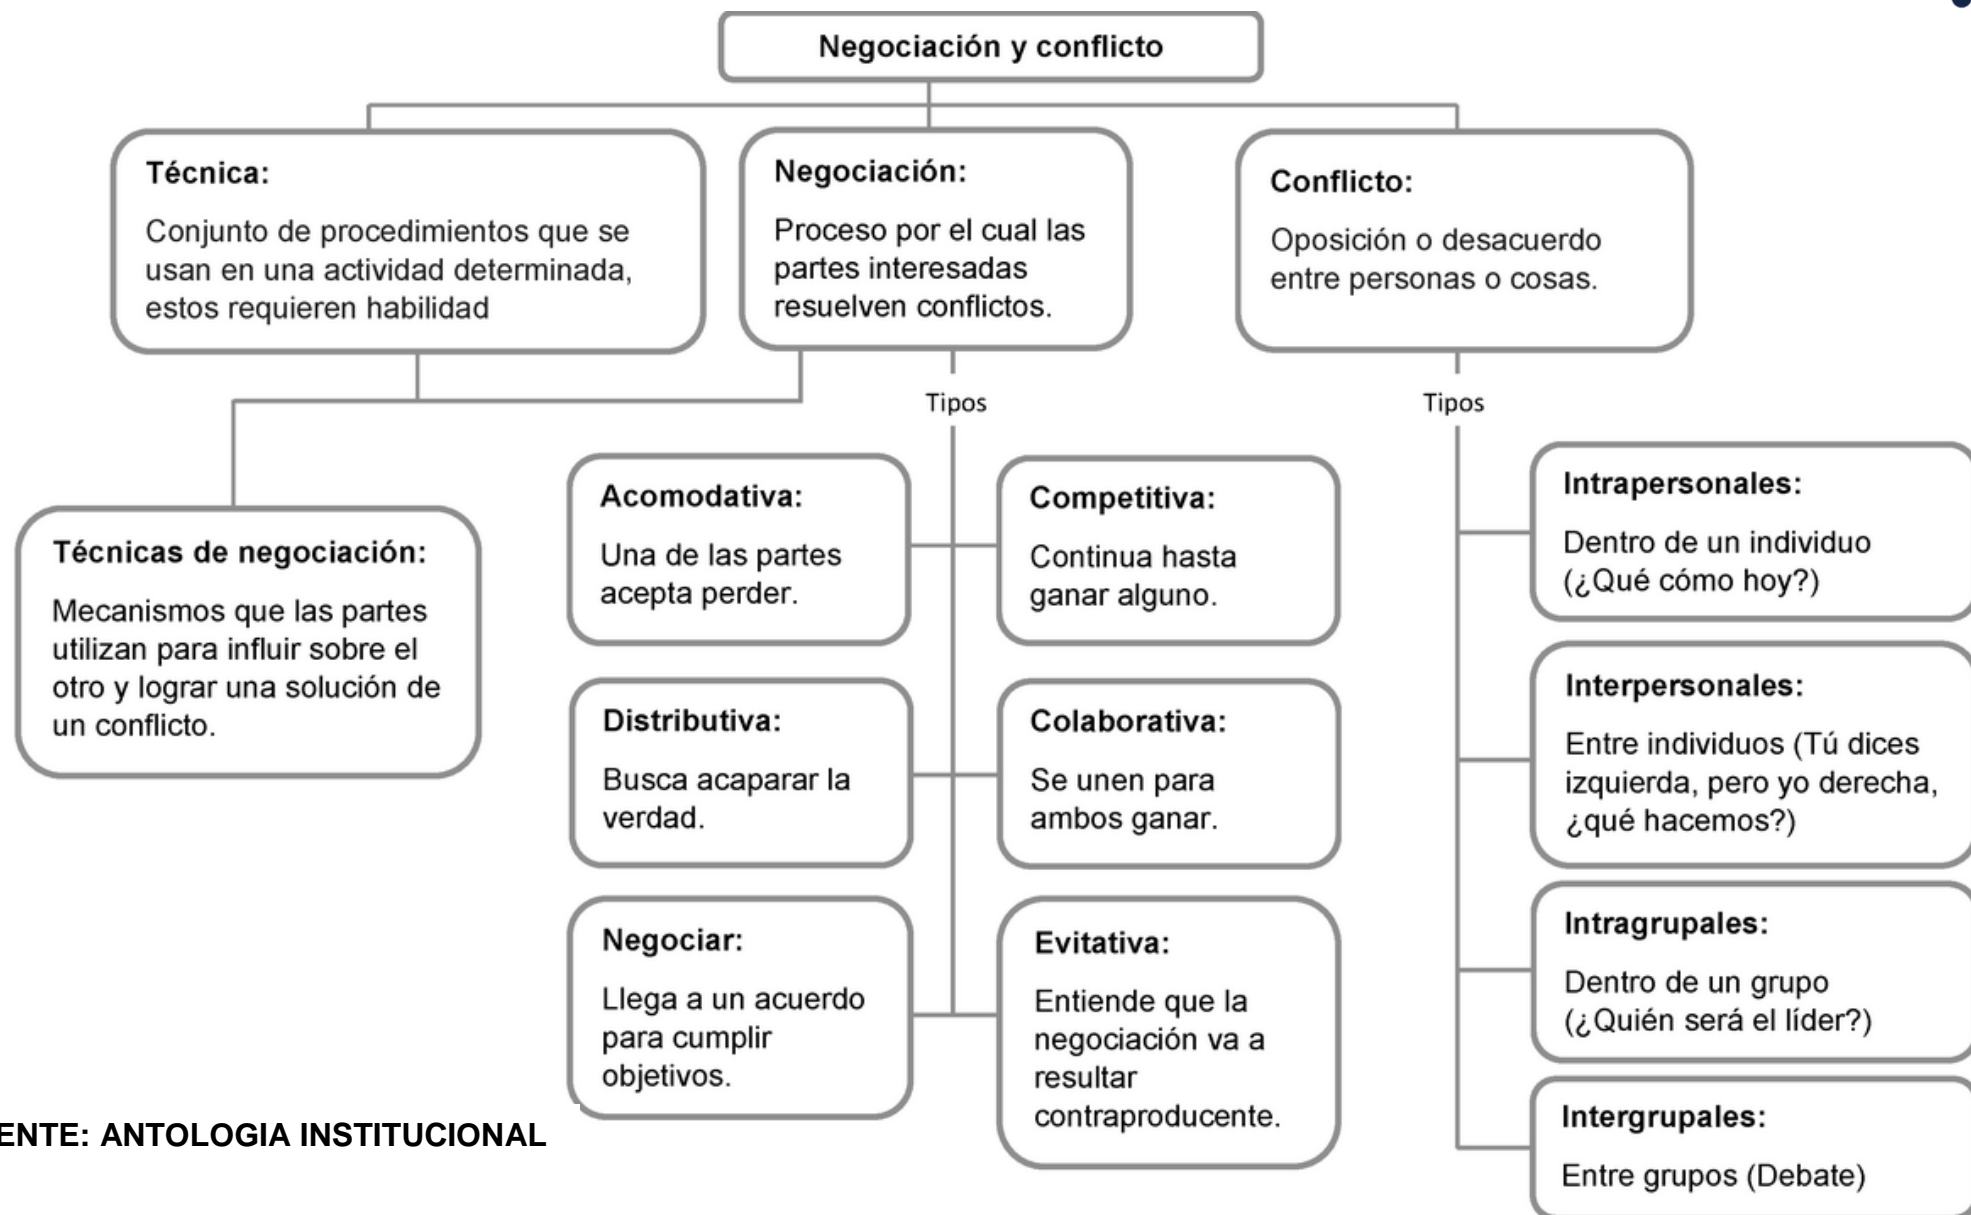 Negociación y conflicto
Técnica:
Conjunto de procedimientos que se
usan en una actividad determinada,
estos requieren habilidad
Negociación:
Proceso por el cual las
partes interesadas
resuelven conflictos.
Conflicto:
Oposición o desacuerdo
entre personas o cosas.
Tipos
Tipos
Técnicas de negociación:
Mecanismos que las partes
utilizan para influir sobre el
otro y lograr una solución de
un conflicto.
Acomodativa:
Una de las partes
acepta perder.
Competitiva:
Continua hasta
ganar alguno.
Distributiva:
Busca acaparar la
verdad.
Colaborativa:
Se unen para
ambos ganar.
Negociar:
Llega a un acuerdo
para cumplir
objetivos.
Evitativa:
Entiende que la
negociación va a
resultar
contraproducente.
Intrapersonales:
Dentro de un individuo
(¿Qué cómo hoy?)
Interpersonales:
Entre individuos (Tú dices
izquierda, pero yo derecha,
¿qué hacemos?)
Intragrupales:
Dentro de un grupo
(¿Quién será el líder?)
Intergrupales:
Entre grupos (Debate)
ENTE: ANTOLOGIA INSTITUCIONAL